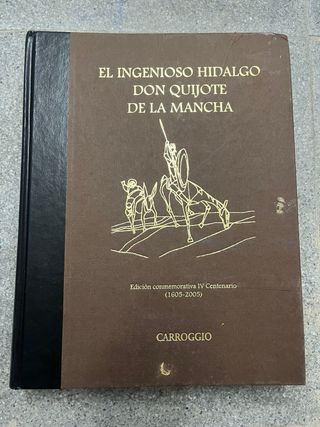 EL INGENIOSO HIDALGO
DON QUIJOTE
DE LA MANCHA
Edición conmemorativa IV Centenario
(1605-2005)
CARROGGIO